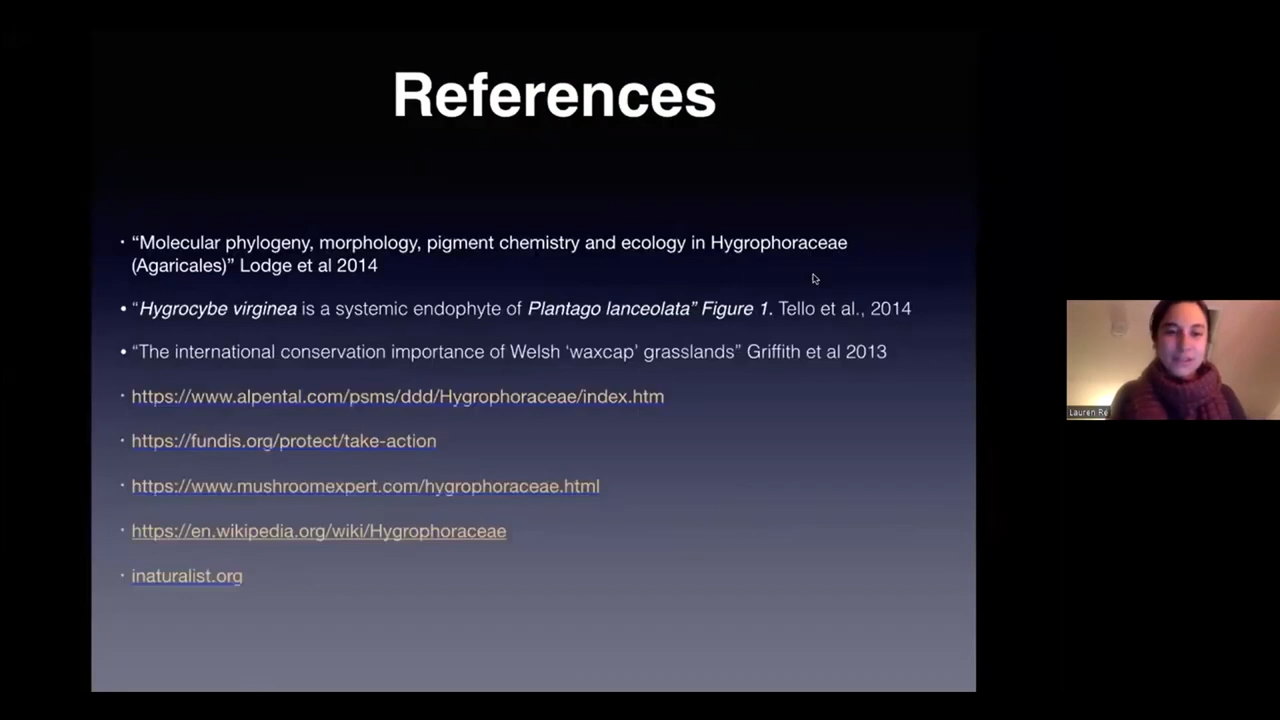 References
· “Molecular phylogeny, morphology, pigment chemistry and ecology in Hygrophoraceae
(Agaricales)” Lodge et al 2014
• “Hygrocybe virginea is a systemic endophyte of Plantago lanceolata” Figure 1. Tello et al., 2014
• “The international conservation importance of Welsh ‘waxcap’ grasslands” Griffith et al 2013
· https://www.alpental.com/psms/ddd/Hygrophoraceae/index.htm
· https://fundis.org/protect/take-action
· https://www.mushroomexpert.com/hygrophoraceae.html
· https://en.wikipedia.org/wiki/Hygrophoraceae
· inaturalist.org
Lauren Re